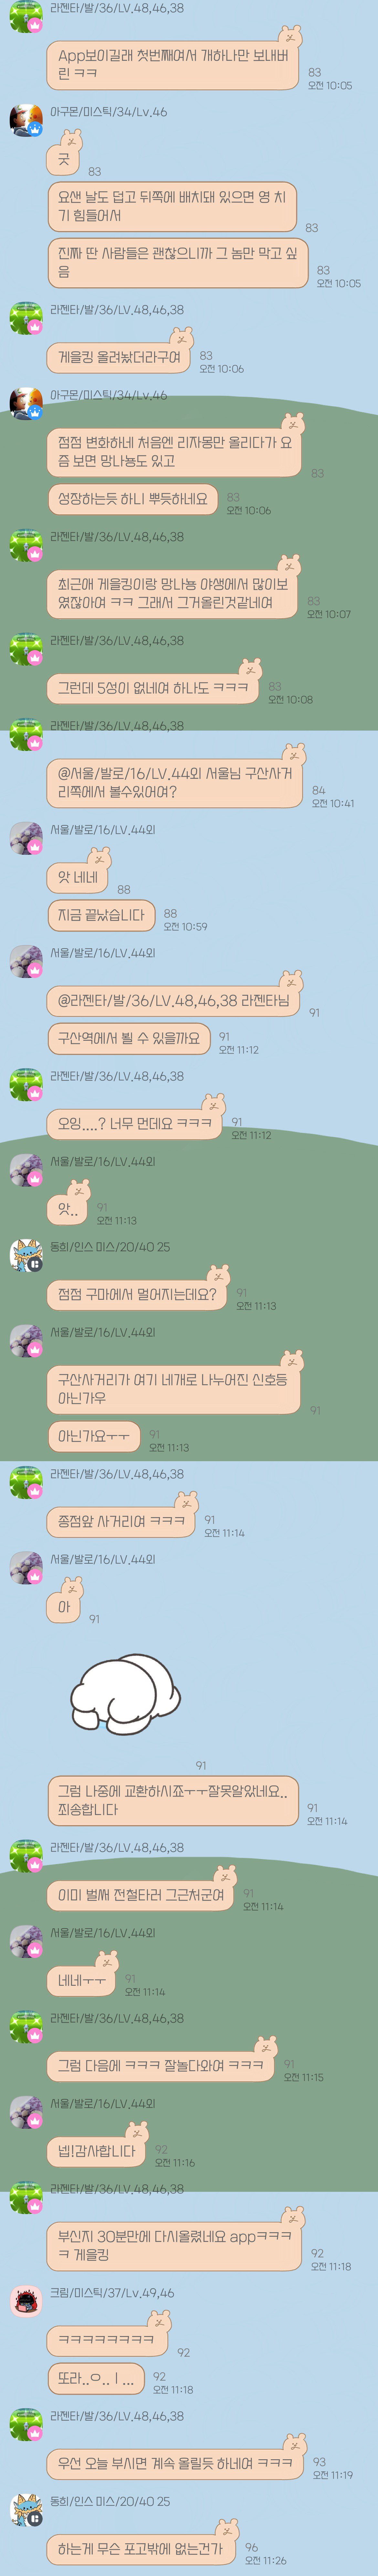 라젠타/발/36/LV.48,46,38
App보이길래 첫번째여서 개하나만 보내버
린 ㅋㅋ
83
오전 10:05
아구몬/미스틱/34/Lv.46
굿
83
요샌 날도 덥고 뒤쪽에 배치돼 있으면 영 치
기 힘들어서
83
진짜 딴 사람들은 괜찮으니까 그 놈만 막고 싶
음
83
오전 10:05
라젠타/발/36/LV.48,46,38
게을킹 올려놨더라구여
83
오전 10:06
아구몬/미스틱/34/Lv.46
점점 변화하네 처음엔 리자몽만 올리다가 요
즘 보면 망나뇽도 있고
83
성장하는듯 하니 뿌듯하네요
83
오전 10:06
라젠타/발/36/LV.48,46,38
최근애 게을킹이랑 망나뇽 야생에서 많이보
였잖아여 ㅋㅋ 그래서 그거올린것같네여
83
오전 10:07
라젠타/발/36/LV.48,46,38
그런데 5성이 없네여 하나도 ㅋㅋㅋ
83
오전 10:08
라젠타/발/36/LV.48,46,38
@서울/발로/16/LV.44외 서울님 구산사거
리쪽에서 볼수있어여?
84
오전 10:41
서울/발로/16/LV.44외
앗 네네
88
지금 끝났습니다
88
오전 10:59
서울/발로/16/LV.44외
@라젠타/발/36/LV.48,46,38 라젠타님
91
구산역에서 뵐 수 있을까요
91
오전 11:12
라젠타/발/36/LV.48,46,38
오잉....? 너무 먼데요 ㅋㅋㅋ
91
오전 11:12
서울/발로/16/LV.44외
앗..
91
오전 11:13
동희/인스 미스/20/40 25
점점 구마에서 멀어지는데요?
91
오전 11:13
서울/발로/16/LV.44외
구산사거리가 여기 네개로 나누어진 신호등
아닌가우
91
아닌가요ㅜㅜ
91
오전 11:13
라젠타/발/36/LV.48,46,38
종점앞 사거리여 ㅋㅋㅋ
91
오전 11:14
서울/발로/16/LV.44외
아
91
91
그럼 나중에 교환하시죠ㅜㅜ잘못알았네요..
죄송합니다
91
오전 11:14
라젠타/발/36/LV.48,46,38
이미 벌써 전철타러 그근처군여
91
오전 11:14
서울/발로/16/LV.44외
네네ㅜㅜ
91
오전 11:14
라젠타/발/36/LV.48,46,38
그럼 다음에 ㅋㅋㅋ 잘놀다와여 ㅋㅋㅋ
91
오전 11:15
서울/발로/16/LV.44외
넵!감사합니다
92
오전 11:16
라젠타/발/36/LV.48,46,38
부신지 30분만에 다시올렸네요 appㅋㅋㅋ
ㅋ 게을킹
92
오전 11:18
크림/미스틱/37/Lv.49,46
ㅋㅋㅋㅋㅋㅋㅋㅋ
92
또라..ㅇ..ㅣ...
92
오전 11:18
라젠타/발/36/LV.48,46,38
우선 오늘 부시면 계속 올릴듯 하네여 ㅋㅋㅋ
93
오전 11:19
동희/인스 미스/20/40 25
하는게 무슨 포고밖에 없는건가
96
오전 11:26